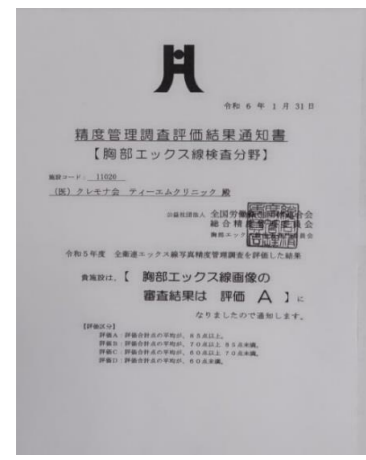 令和 6 年 1 月 31 日
精度管理調査評価結果通知書
【胸部エックス線検査分野】
施設コード: 11020
(医)クレモナ会 ティーエムクリニック 殿
公益社団法人 全国労働衛生団体連合会
総合精度管理委員会
胸部エックス線
委員会
令和5年度 全衛連エックス線写真精度管理調査を評価した結果
貴施設は、【 胸部エックス線画像の
審査結果は 評価 A 】に
なりましたので通知します。
【評価区分】
評価A:評価合計点の平均が、85点以上。
評価B:評価合計点の平均が、70点以上 85点未満。
評価C:評価合計点の平均が、60点以上 70点未満。
評価D:評価合計点の平均が、60点未満。